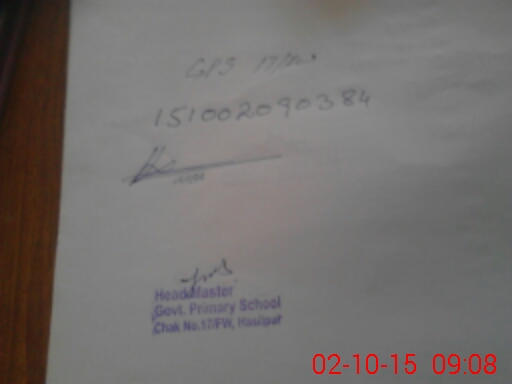 GPS 17/FW
151002090384
HeadMaster
Govt. Primary School
Chak No.17/FW, Hasilpur
02-10-15 09:08